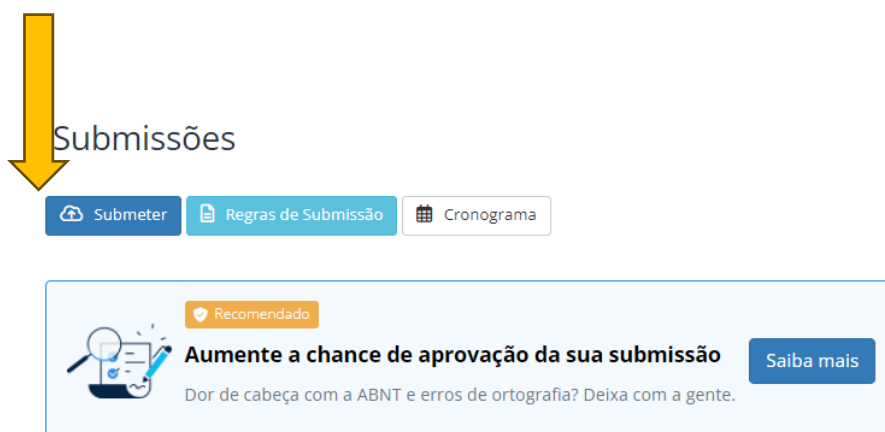 Submissões
Submeter
Regras de Submissão
Cronograma
Recomendado
Aumente a chance de aprovação da sua submissão
Saiba mais
Dor de cabeça com a ABNT e erros de ortografia? Deixa com a gente.